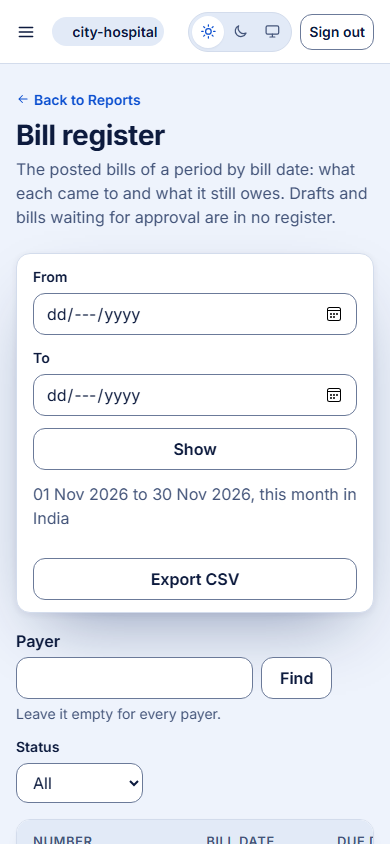 city-hospital
Sign out
← Back to Reports
Bill register
The posted bills of a period by bill date: what
each came to and what it still owes. Drafts and
bills waiting for approval are in no register.
From
dd/---/yyyy
To
dd/---/yyyy
Show
01 Nov 2026 to 30 Nov 2026, this month in
India
Export CSV
Payer
Find
Leave it empty for every payer.
Status
All
NUMBER BILL DATE DUE